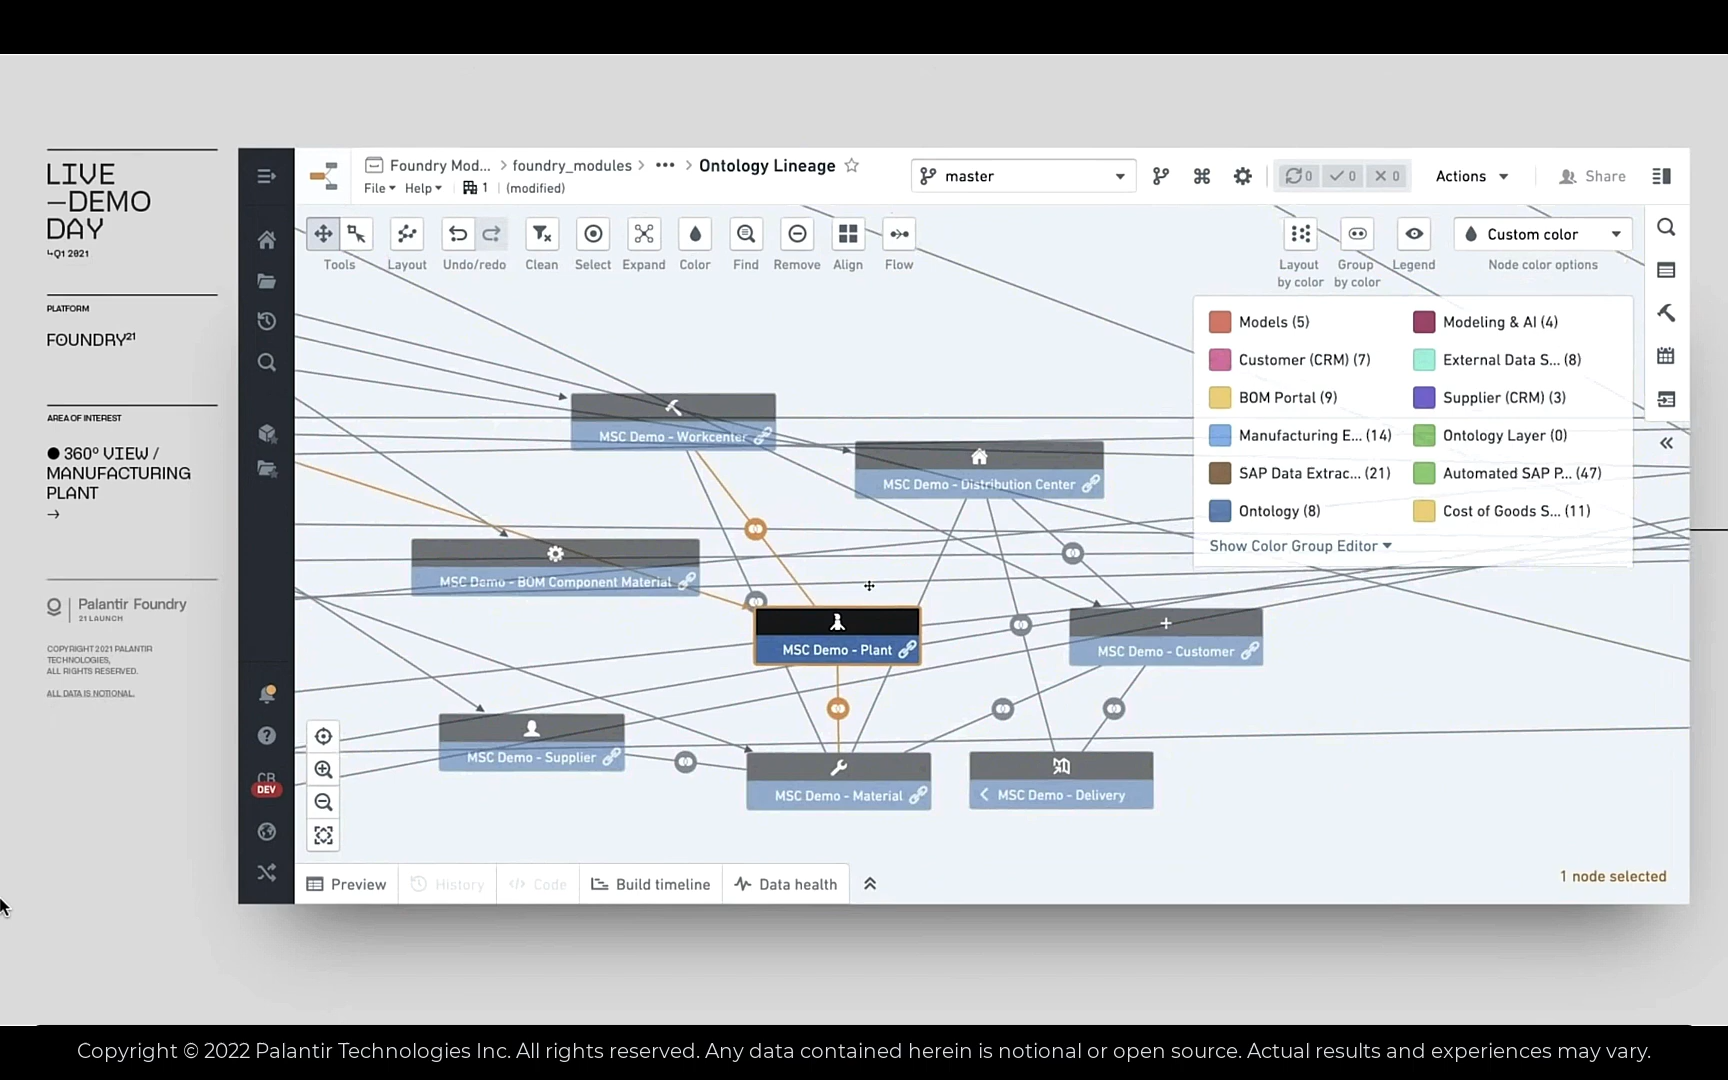 LIVE
—DEMO
DAY
↳Q1 2021
PLATFORM
FOUNDRY²¹
AREA OF INTEREST
● 360º VIEW /
MANUFACTURING
PLANT
→
Palantir Foundry
21 LAUNCH
COPYRIGHT 2021 PALANTIR
TECHNOLOGIES,
ALL RIGHTS RESERVED.
ALL DATA IS NOTIONAL.
Foundry Mod... > foundry_modules > ••• > Ontology Lineage
File Help 1 (modified)
master
0 0 0
Actions
Share
Tools Layout Undo/redo Clean Select Expand Color Find Remove Align Flow
Layout
by color
Group
by color
Legend
Custom color
Node color options
Models (5)
Modeling & AI (4)
Customer (CRM) (7)
External Data S... (8)
BOM Portal (9)
Supplier (CRM) (3)
Manufacturing E... (14)
Ontology Layer (0)
SAP Data Extrac... (21)
Automated SAP P... (47)
Ontology (8)
Cost of Goods S... (11)
Show Color Group Editor
MSC Demo - Workcenter
MSC Demo - Distribution Center
MSC Demo - BOM Component Material
MSC Demo - Plant
MSC Demo - Customer
MSC Demo - Supplier
MSC Demo - Material
MSC Demo - Delivery
CB
DEV
Preview History Code Build timeline Data health
1 node selected
Copyright © 2022 Palantir Technologies Inc. All rights reserved. Any data contained herein is notional or open source. Actual results and experiences may vary.